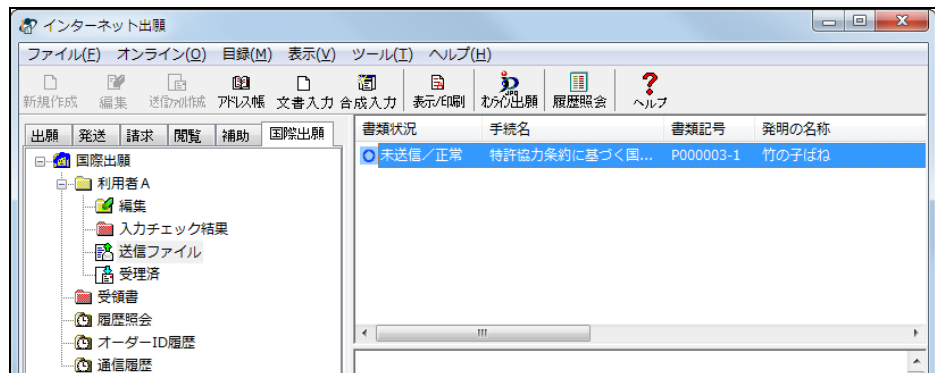 インターネット出願
ファイル(F) オンライン(O) 目録(M) 表示(V) ツール(T) ヘルプ(H)
新規作成 編集 送信ファイル作成 アドレス帳 文書入力 合成入力 表示/印刷 オンライン出願 履歴照会 ヘルプ
出願 発送 請求 閲覧 補助 国際出願
書類状況 手続名 書類記号 発明の名称
未送信／正常 特許協力条約に基づく国... P000003-1 竹の子ばね
国際出願
利用者A
編集
入力チェック結果
送信ファイル
受理済
受領書
履歴照会
オーダーID履歴
通信履歴